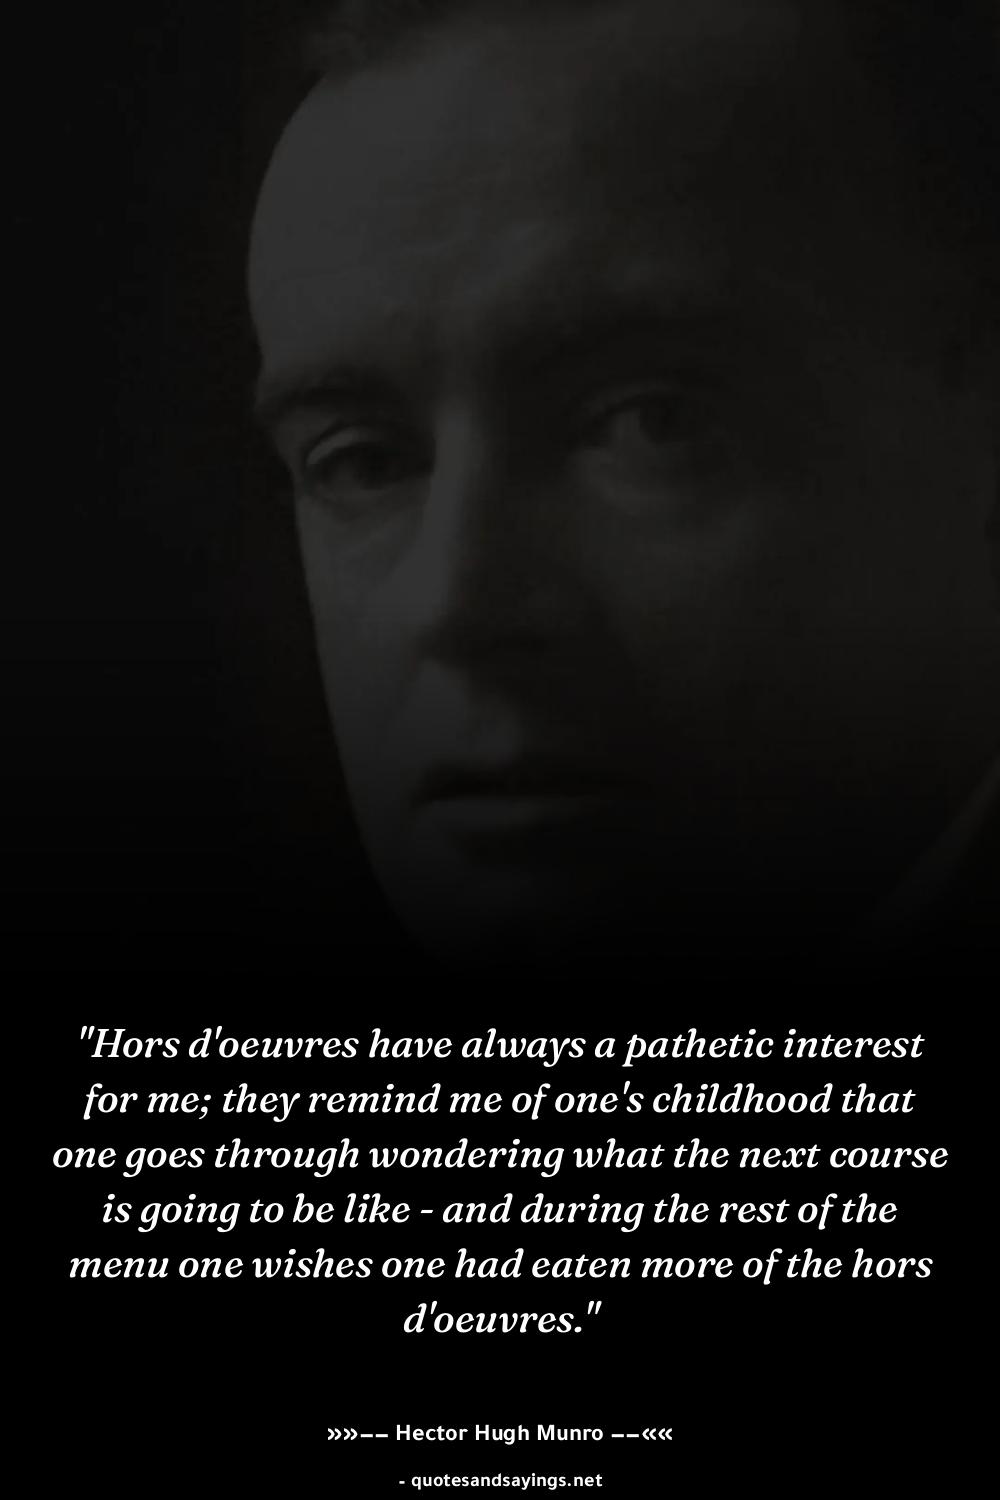 "Hors d'oeuvres have always a pathetic interest
for me; they remind me of one's childhood that
one goes through wondering what the next course
is going to be like - and during the rest of the
menu one wishes one had eaten more of the hors
d'oeuvres."
»»−− Hector Hugh Munro −−««
- quotesandsayings.net